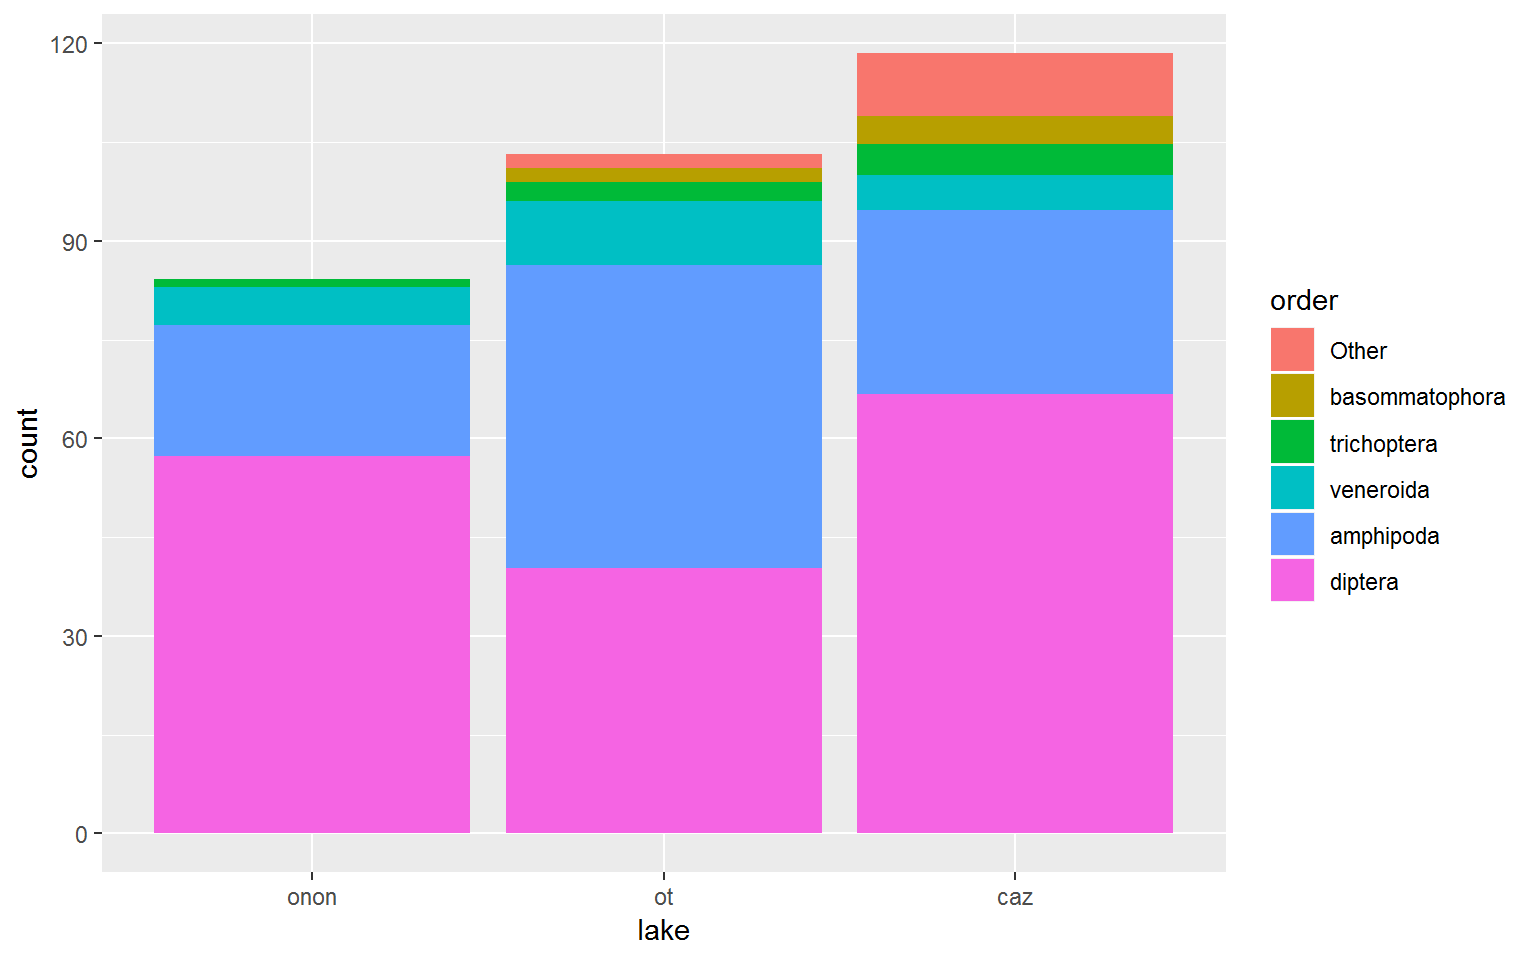 120
90
60
30
0
count
onon
ot
caz
lake
order
Other
basommatophora
trichoptera
veneroida
amphipoda
diptera